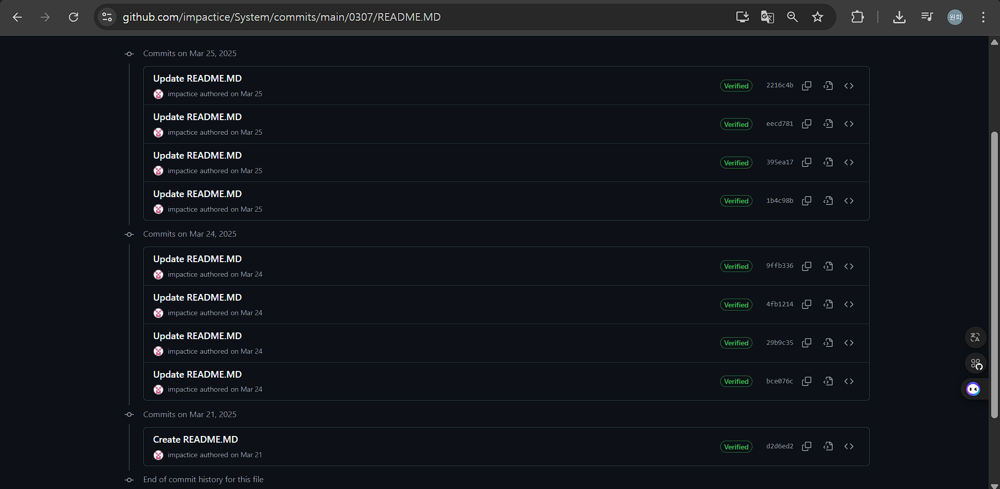 github.com/impactice/System/commits/main/0307/README.MD
원희
Commits on Mar 25, 2025
Update README.MD
impactice authored on Mar 25
Verified
2216c4b
Update README.MD
impactice authored on Mar 25
Verified
eecd781
Update README.MD
impactice authored on Mar 25
Verified
395ea17
Update README.MD
impactice authored on Mar 25
Verified
1b4c98b
Commits on Mar 24, 2025
Update README.MD
impactice authored on Mar 24
Verified
9ffb336
Update README.MD
impactice authored on Mar 24
Verified
4fb1214
Update README.MD
impactice authored on Mar 24
Verified
29b9c35
Update README.MD
impactice authored on Mar 24
Verified
bce076c
Commits on Mar 21, 2025
Create README.MD
impactice authored on Mar 21
Verified
d2d6ed2
End of commit history for this file